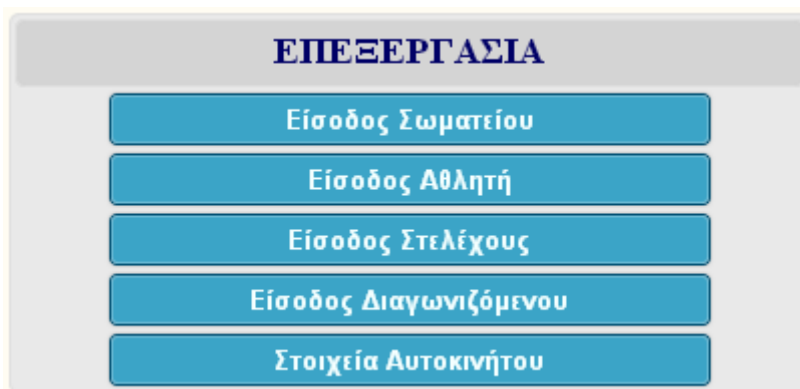 ΕΠΕΞΕΡΓΑΣΙΑ
Είσοδος Σωματείου
Είσοδος Αθλητή
Είσοδος Στελέχους
Είσοδος Διαγωνιζόμενου
Στοιχεία Αυτοκινήτου